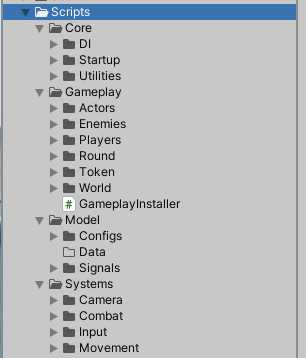 Scripts
Core
DI
Startup
Utilities
Gameplay
Actors
Enemies
Players
Round
Token
World
# GameplayInstaller
Model
Configs
Data
Signals
Systems
Camera
Combat
Input
Movement